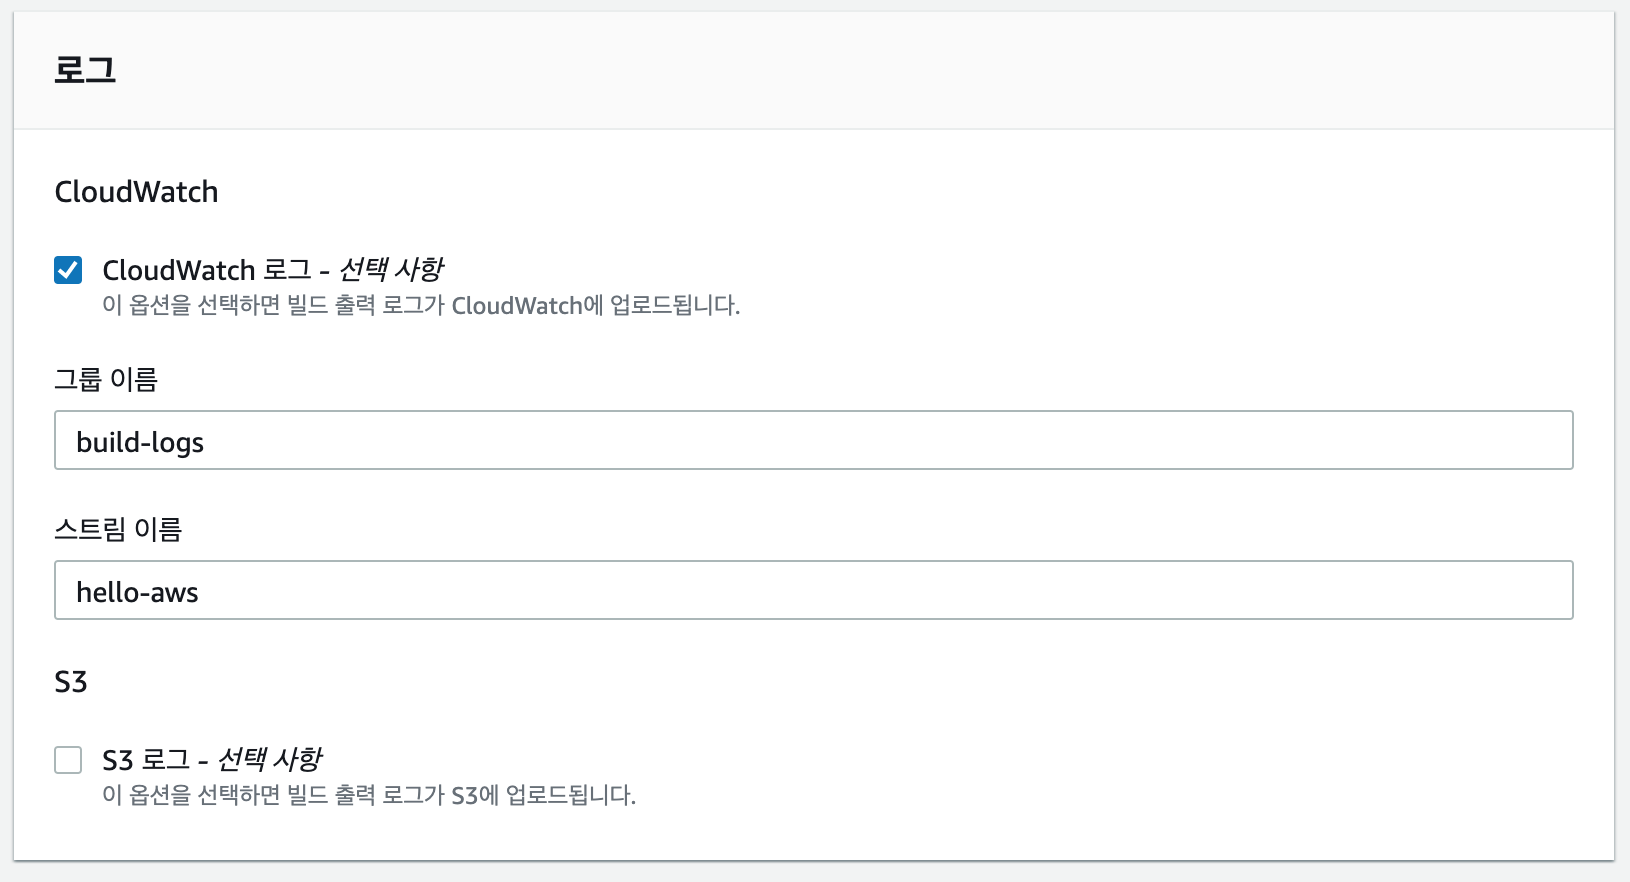 로그
CloudWatch
CloudWatch 로그 - 선택 사항
이 옵션을 선택하면 빌드 출력 로그가 CloudWatch에 업로드됩니다.
그룹 이름
build-logs
스트림 이름
hello-aws
S3
S3 로그 - 선택 사항
이 옵션을 선택하면 빌드 출력 로그가 S3에 업로드됩니다.